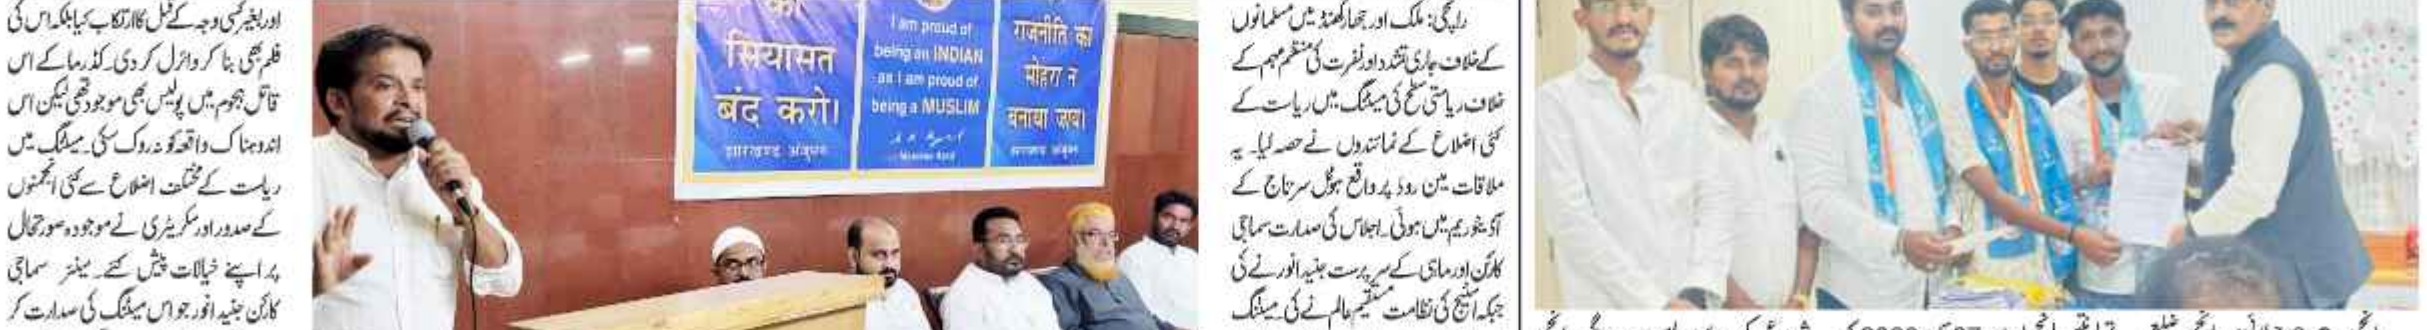 رانچی: ملک اور جھارکھنڈ میں مسلمانوں
کے خلاف جاری تشدد اور نفرت کی منظم مہم کے
خلاف ریاستی سطح کی میٹنگ میں ریاست کے
کئی اضلاع کے نمائندوں نے حصہ لیا۔ یہ
ملاقات مین روڈ پر واقع ہوٹل سرتاج کے
آڈیٹوریم میں ہوئی۔ اجلاس کی صدارت سماجی
کارکن اور ماہی کے سرپرست جنید انور نے کی
جبکہ اسٹیج کی نظامت مستقیم عالم نے کی۔ میٹنگ
सियासत
बंद करो।
झारखण्ड अंजुमन
I am proud of
being an INDIAN
as I am proud of
being a MUSLIM
राजनीति का
मोहरा न
बनाया जाय।
झारखण्ड अंजुमन
اور بغیر کسی وجہ کے قتل کا ارتکاب کیا بلکہ اس کی
فلم بھی بنا کر وائرل کر دی۔ کڈرما کے اس
قاتل ہجوم میں پولیس بھی موجود تھی لیکن اس
اندوہناک واقعہ کو نہ روک سکی۔ میٹنگ میں
ریاست کے مختلف اضلاع سے کئی انجمنوں
کے صدور اور سکریٹری نے موجودہ صورتحال
پر اپنے خیالات پیش کئے۔ سینئر سماجی
کارکن جنید انور جو اس میٹنگ کی صدارت کر